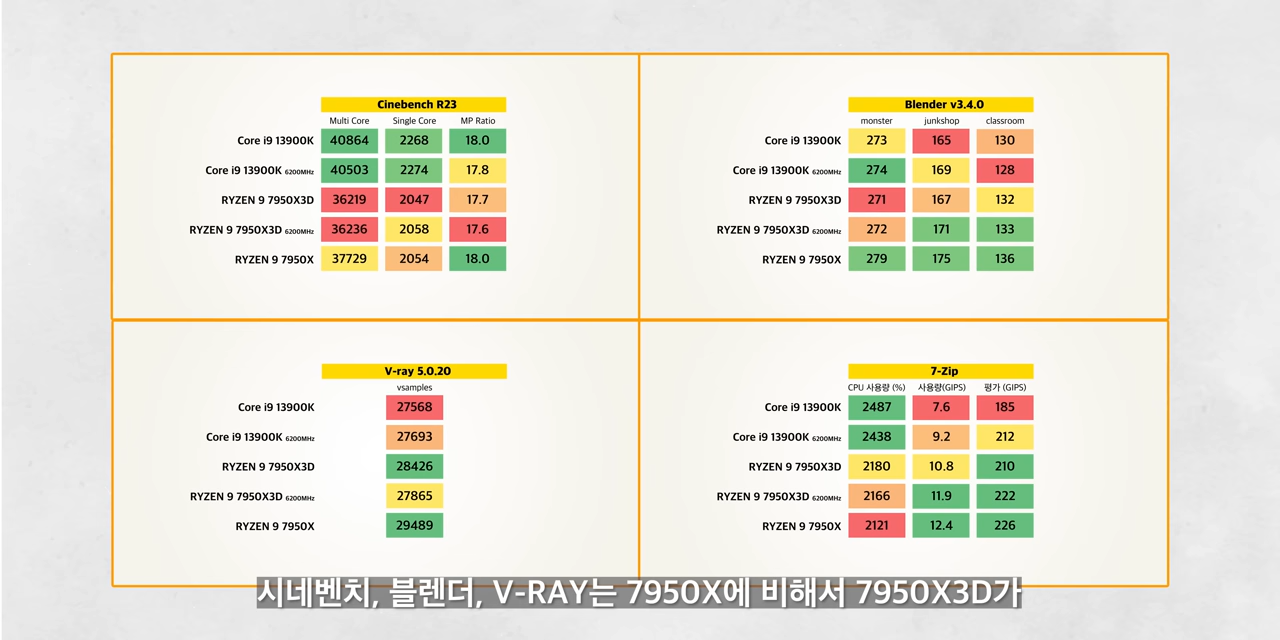 Cinebench R23
Multi Core Single Core MP Ratio
Core i9 13900K 40864 2268 18.0
Core i9 13900K 6200MHz 40503 2274 17.8
RYZEN 9 7950X3D 36219 2047 17.7
RYZEN 9 7950X3D 6200MHz 36236 2058 17.6
RYZEN 9 7950X 37729 2054 18.0
Blender v3.4.0
monster junkshop classroom
Core i9 13900K 273 165 130
Core i9 13900K 6200MHz 274 169 128
RYZEN 9 7950X3D 271 167 132
RYZEN 9 7950X3D 6200MHz 272 171 133
RYZEN 9 7950X 279 175 136
V-ray 5.0.20
vsamples
Core i9 13900K 27568
Core i9 13900K 6200MHz 27693
RYZEN 9 7950X3D 28426
RYZEN 9 7950X3D 6200MHz 27865
RYZEN 9 7950X 29489
7-Zip
CPU 사용량 (%) 사용량(GIPS) 평가 (GIPS)
Core i9 13900K 2487 7.6 185
Core i9 13900K 6200MHz 2438 9.2 212
RYZEN 9 7950X3D 2180 10.8 210
RYZEN 9 7950X3D 6200MHz 2166 11.9 222
RYZEN 9 7950X 2121 12.4 226
시네벤치, 블렌더, V-RAY는 7950X에 비해서 7950X3D가